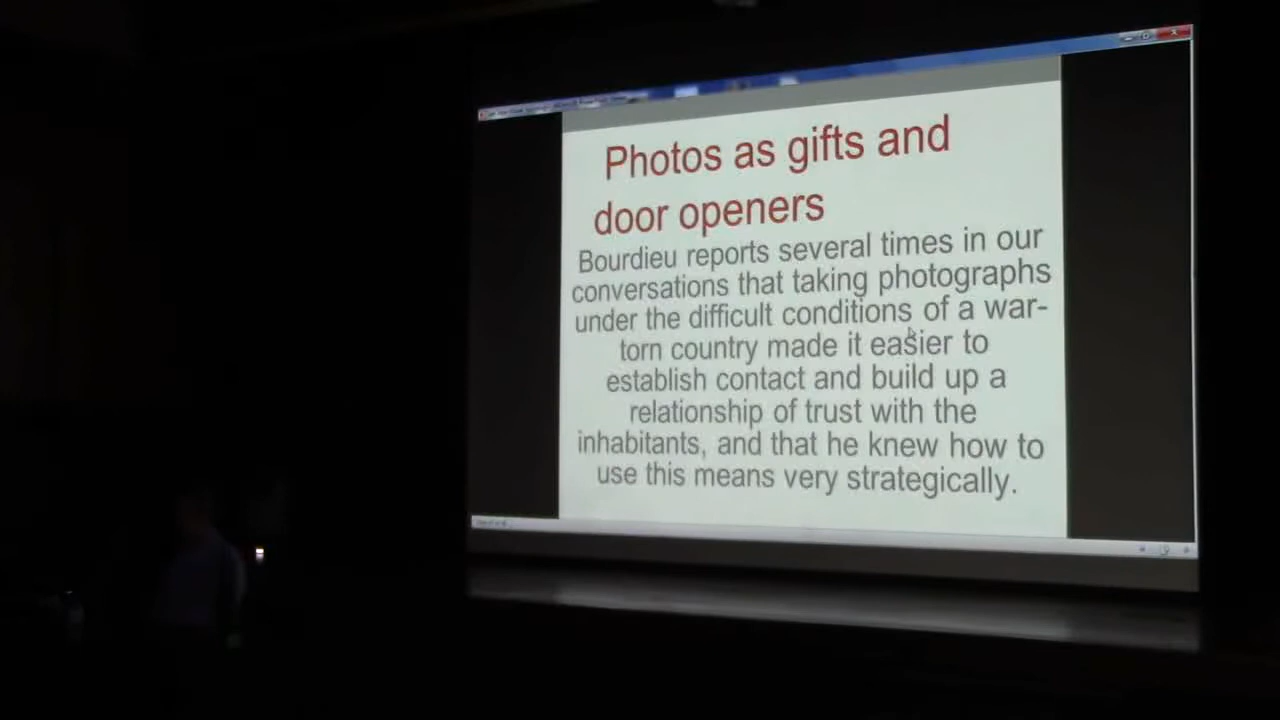 Photos as gifts and
door openers
Bourdieu reports several times in our
conversations that taking photographs
under the difficult conditions of a war-
torn country made it easier to
establish contact and build up a
relationship of trust with the
inhabitants, and that he knew how to
use this means very strategically.